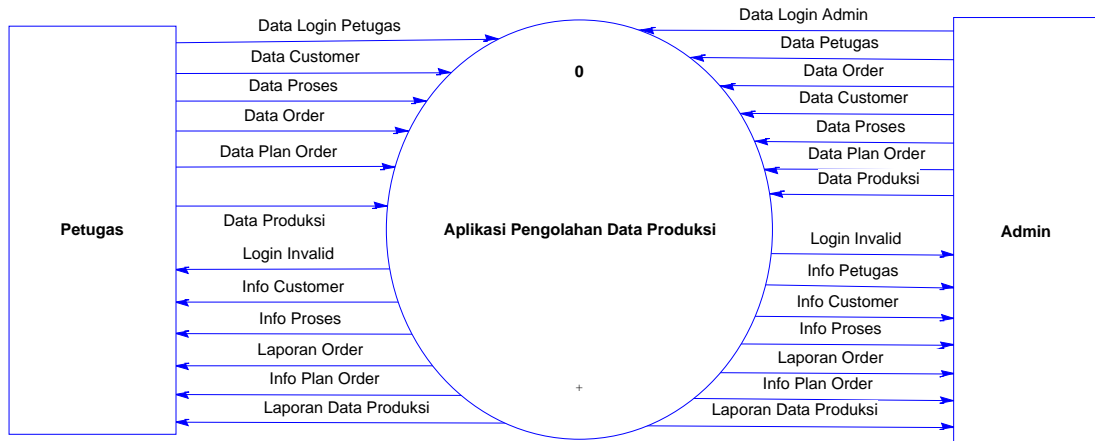 Petugas
Data Login Petugas
Data Customer
Data Proses
Data Order
Data Plan Order
Data Produksi
Login Invalid
Info Customer
Info Proses
Laporan Order
Info Plan Order
Laporan Data Produksi
0
Aplikasi Pengolahan Data Produksi
Data Login Admin
Data Petugas
Data Order
Data Customer
Data Proses
Data Plan Order
Data Produksi
Login Invalid
Info Petugas
Info Customer
Info Proses
Laporan Order
Info Plan Order
Laporan Data Produksi
Admin